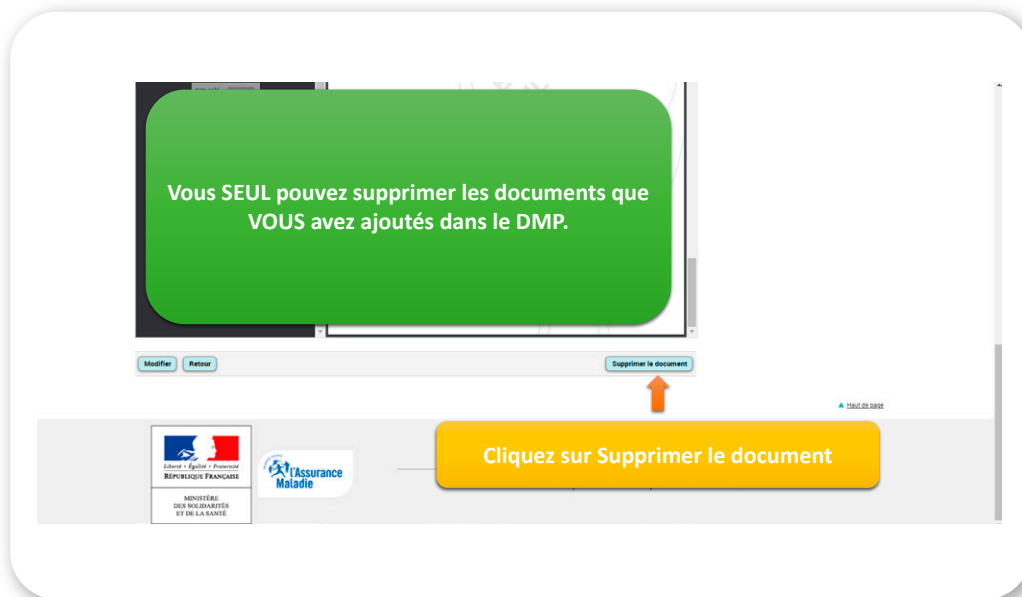 Vous SEUL pouvez supprimer les documents que
VOUS avez ajoutés dans le DMP.
Modifier
Retour
Supprimer le document
Haut de page
Cliquez sur Supprimer le document
Liberté • Égalité • Fraternité
RÉPUBLIQUE FRANÇAISE
MINISTÈRE
DES SOLIDARITÉS
ET DE LA SANTÉ
l'Assurance
Maladie